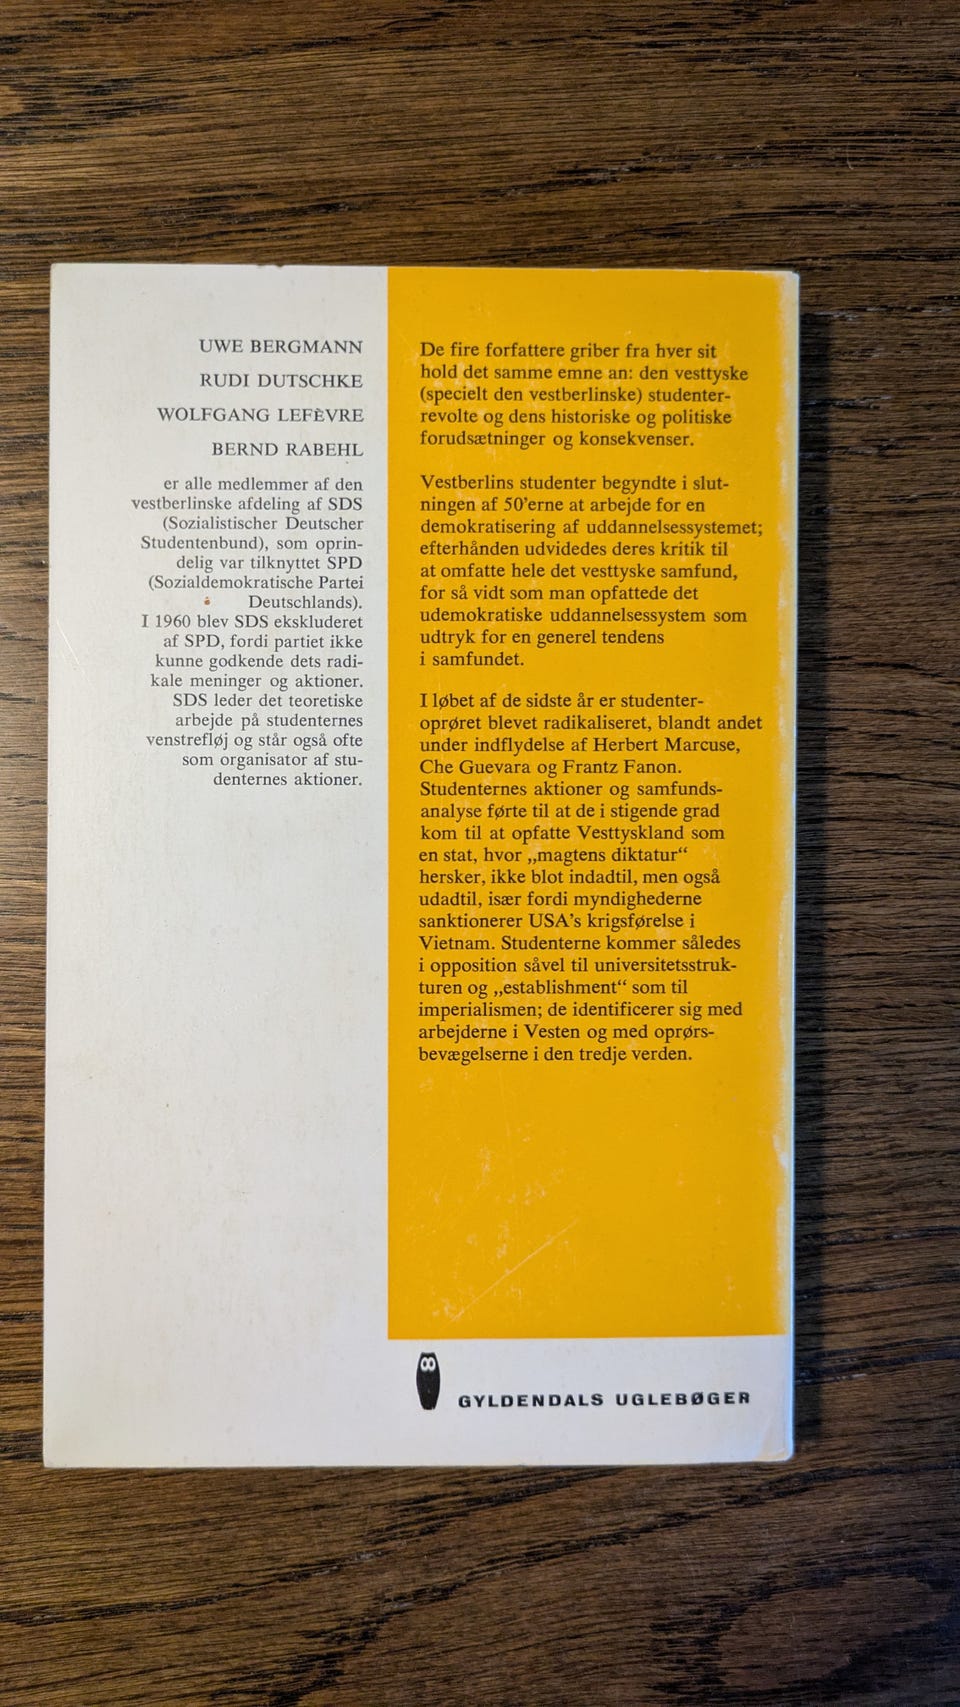 UWE BERGMANN
RUDI DUTSCHKE
WOLFGANG LEFÈVRE
BERND RABEHL
er alle medlemmer af den
vestberlinske afdeling af SDS
(Sozialistischer Deutscher
Studentenbund), som oprin-
delig var tilknyttet SPD
(Sozialdemokratische Partei
Deutschlands).
I 1960 blev SDS ekskluderet
af SPD, fordi partiet ikke
kunne godkende dets radi-
kale meninger og aktioner.
SDS leder det teoretiske
arbejde på studenternes
venstrefløj og står også ofte
som organisator af stu-
denternes aktioner.
De fire forfattere griber fra hver sit
hold det samme emne an: den vesttyske
(specielt den vestberlinske) studenter-
revolte og dens historiske og politiske
forudsætninger og konsekvenser.
Vestberlins studenter begyndte i slut-
ningen af 50'erne at arbejde for en
demokratisering af uddannelsessystemet;
efterhånden udvidedes deres kritik til
at omfatte hele det vesttyske samfund,
for så vidt som man opfattede det
udemokratiske uddannelsessystem som
udtryk for en generel tendens
i samfundet.
I løbet af de sidste år er studenter-
oprøret blevet radikaliseret, blandt andet
under indflydelse af Herbert Marcuse,
Che Guevara og Frantz Fanon.
Studenternes aktioner og samfunds-
analyse førte til at de i stigende grad
kom til at opfatte Vesttyskland som
en stat, hvor „magtens diktatur“
hersker, ikke blot indadtil, men også
udadtil, især fordi myndighederne
sanktionerer USA's krigsførelse i
Vietnam. Studenterne kommer således
i opposition såvel til universitetsstruk-
turen og „establishment“ som til
imperialismen; de identificerer sig med
arbejderne i Vesten og med oprørs-
bevægelserne i den tredje verden.
GYLDENDALS UGLEBØGER